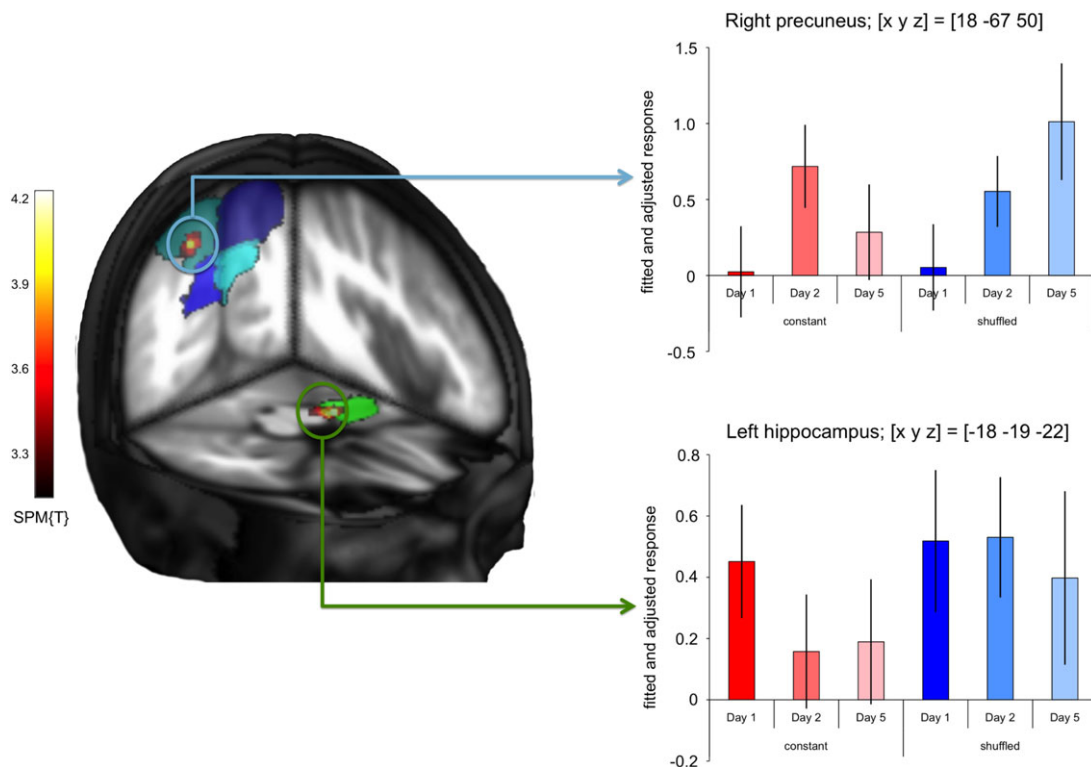 Right precuneus; [x y z] = [18 -67 50]
fitted and adjusted response
1.5
1.0
0.5
0
-0.5
Day 1 Day 2 Day 5 Day 1 Day 2 Day 5
constant shuffled
4.2
3.9
3.6
3.3
SPM{T}
Left hippocampus; [x y z] = [-18 -19 -22]
fitted and adjusted response
0.8
0.6
0.4
0.2
0
-0.2
Day 1 Day 2 Day 5 Day 1 Day 2 Day 5
constant shuffled